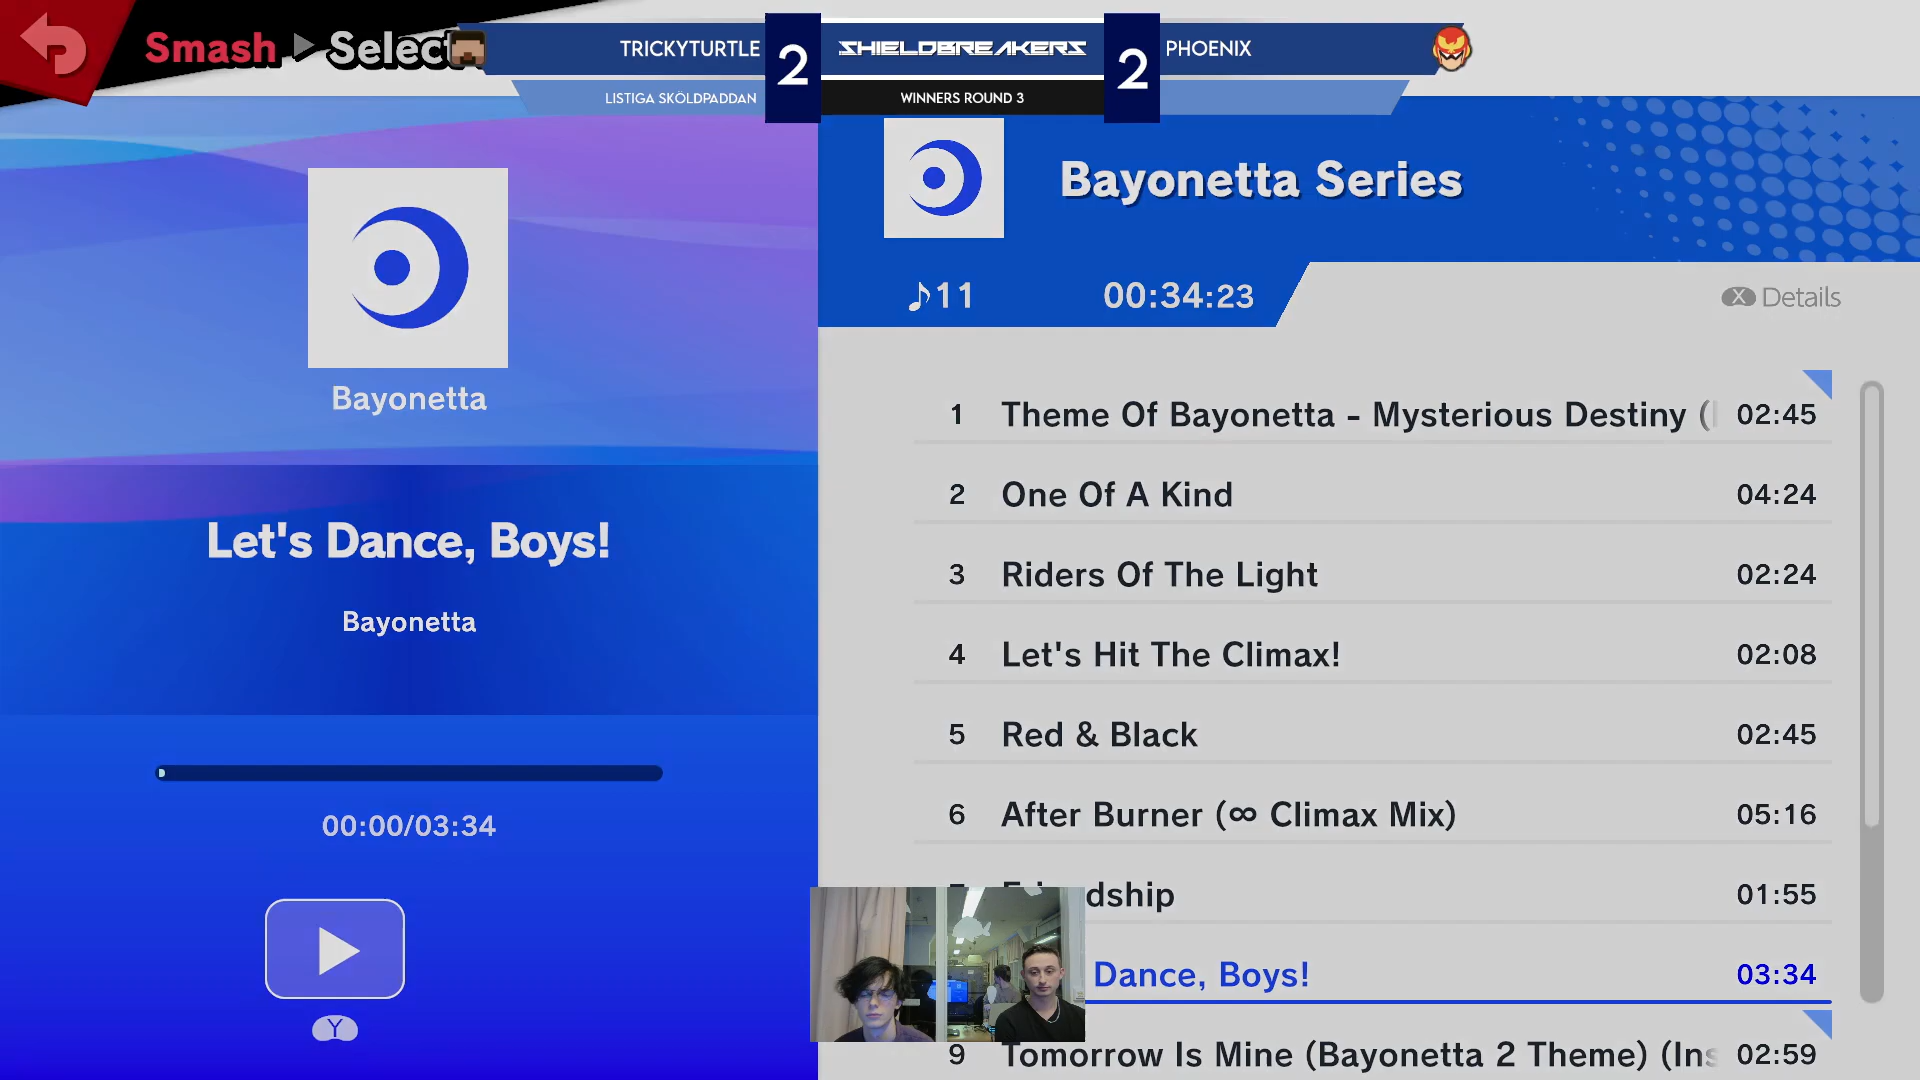 Smash Select
TRICKYTURTLE 2 SHIELDBREAKERS 2 PHOENIX
LISTIGA SKÖLDPADDAN WINNERS ROUND 3
Bayonetta
Let's Dance, Boys!
Bayonetta
00:00/03:34
Y
Bayonetta Series
♪11 00:34:23
X Details
1 Theme Of Bayonetta - Mysterious Destiny ( 02:45
2 One Of A Kind 04:24
3 Riders Of The Light 02:24
4 Let's Hit The Climax! 02:08
5 Red & Black 02:45
6 After Burner (∞ Climax Mix) 05:16
dship 01:55
Dance, Boys! 03:34
9 Tomorrow Is Mine (Bayonetta 2 Theme) (Ins 02:59